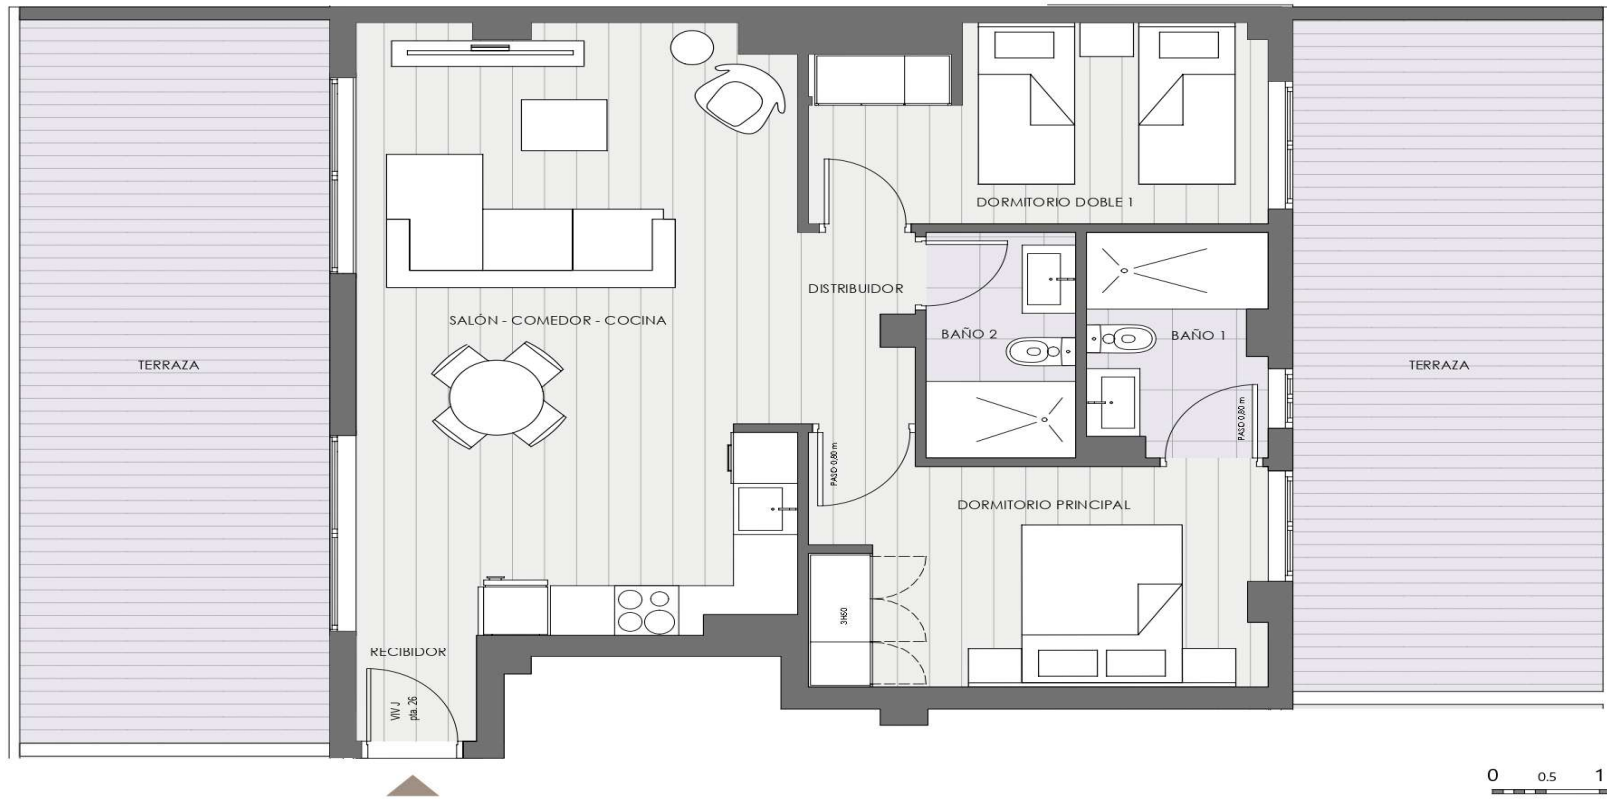 DORMITORIO DOBLE 1
DISTRIBUIDOR
SALÓN - COMEDOR - COCINA
BAÑO 2
BAÑO 1
TERRAZA
TERRAZA
PASO 0,80 m
PASO 0,80 m
DORMITORIO PRINCIPAL
3H50
RECIBIDOR
VIV J
pta. 26
0 0.5 1